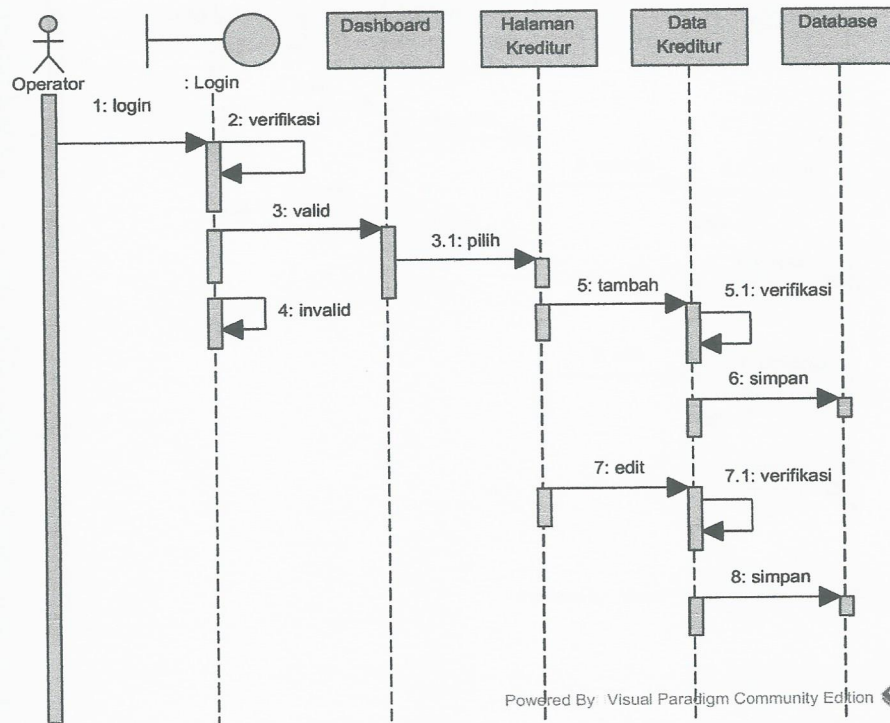 Operator
: Login
Dashboard
Halaman
Kreditur
Data
Kreditur
Database
1: login
2: verifikasi
3: valid
3.1: pilih
4: invalid
5: tambah
5.1: verifikasi
6: simpan
7: edit
7.1: verifikasi
8: simpan
Powered By Visual Paradigm Community Edition